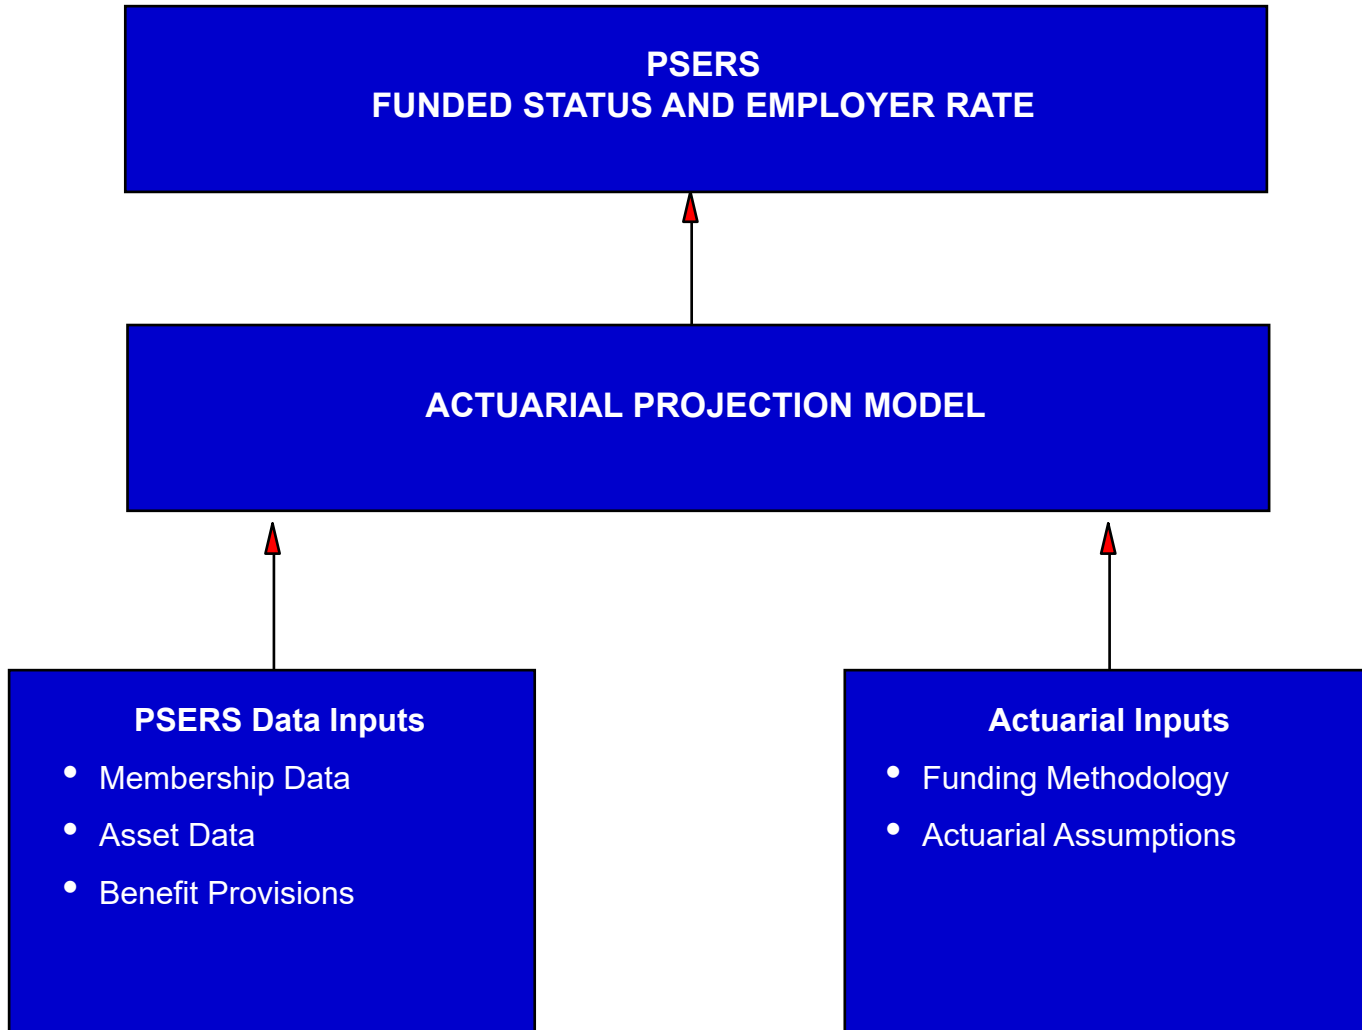 PSERS
FUNDED STATUS AND EMPLOYER RATE
ACTUARIAL PROJECTION MODEL
PSERS Data Inputs
• Membership Data
• Asset Data
• Benefit Provisions
Actuarial Inputs
• Funding Methodology
• Actuarial Assumptions